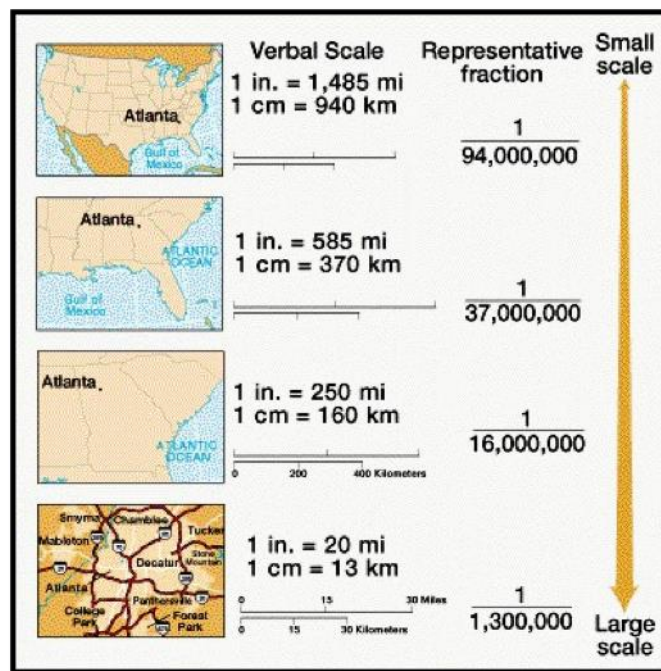 Verbal Scale
Representative
fraction
Small
scale
Atlanta
Gulf of
Mexico
1 in. = 1,485 mi
1 cm = 940 km
1
94,000,000
Atlanta
ATLANTIC
OCEAN
Gulf of
Mexico
1 in. = 585 mi
1 cm = 370 km
1
37,000,000
Atlanta
ATLANTIC
OCEAN
1 in. = 250 mi
1 cm = 160 km
0 200 400 Kilometers
1
16,000,000
Smyrna
Chamblee
Tucker
Mableton
Stone
Mountain
Decatur
Atlanta
Panthersville
College
Park
Forest
Park
1 in. = 20 mi
1 cm = 13 km
0 15 30 Miles
0 15 30 Kilometers
1
1,300,000
Large
scale